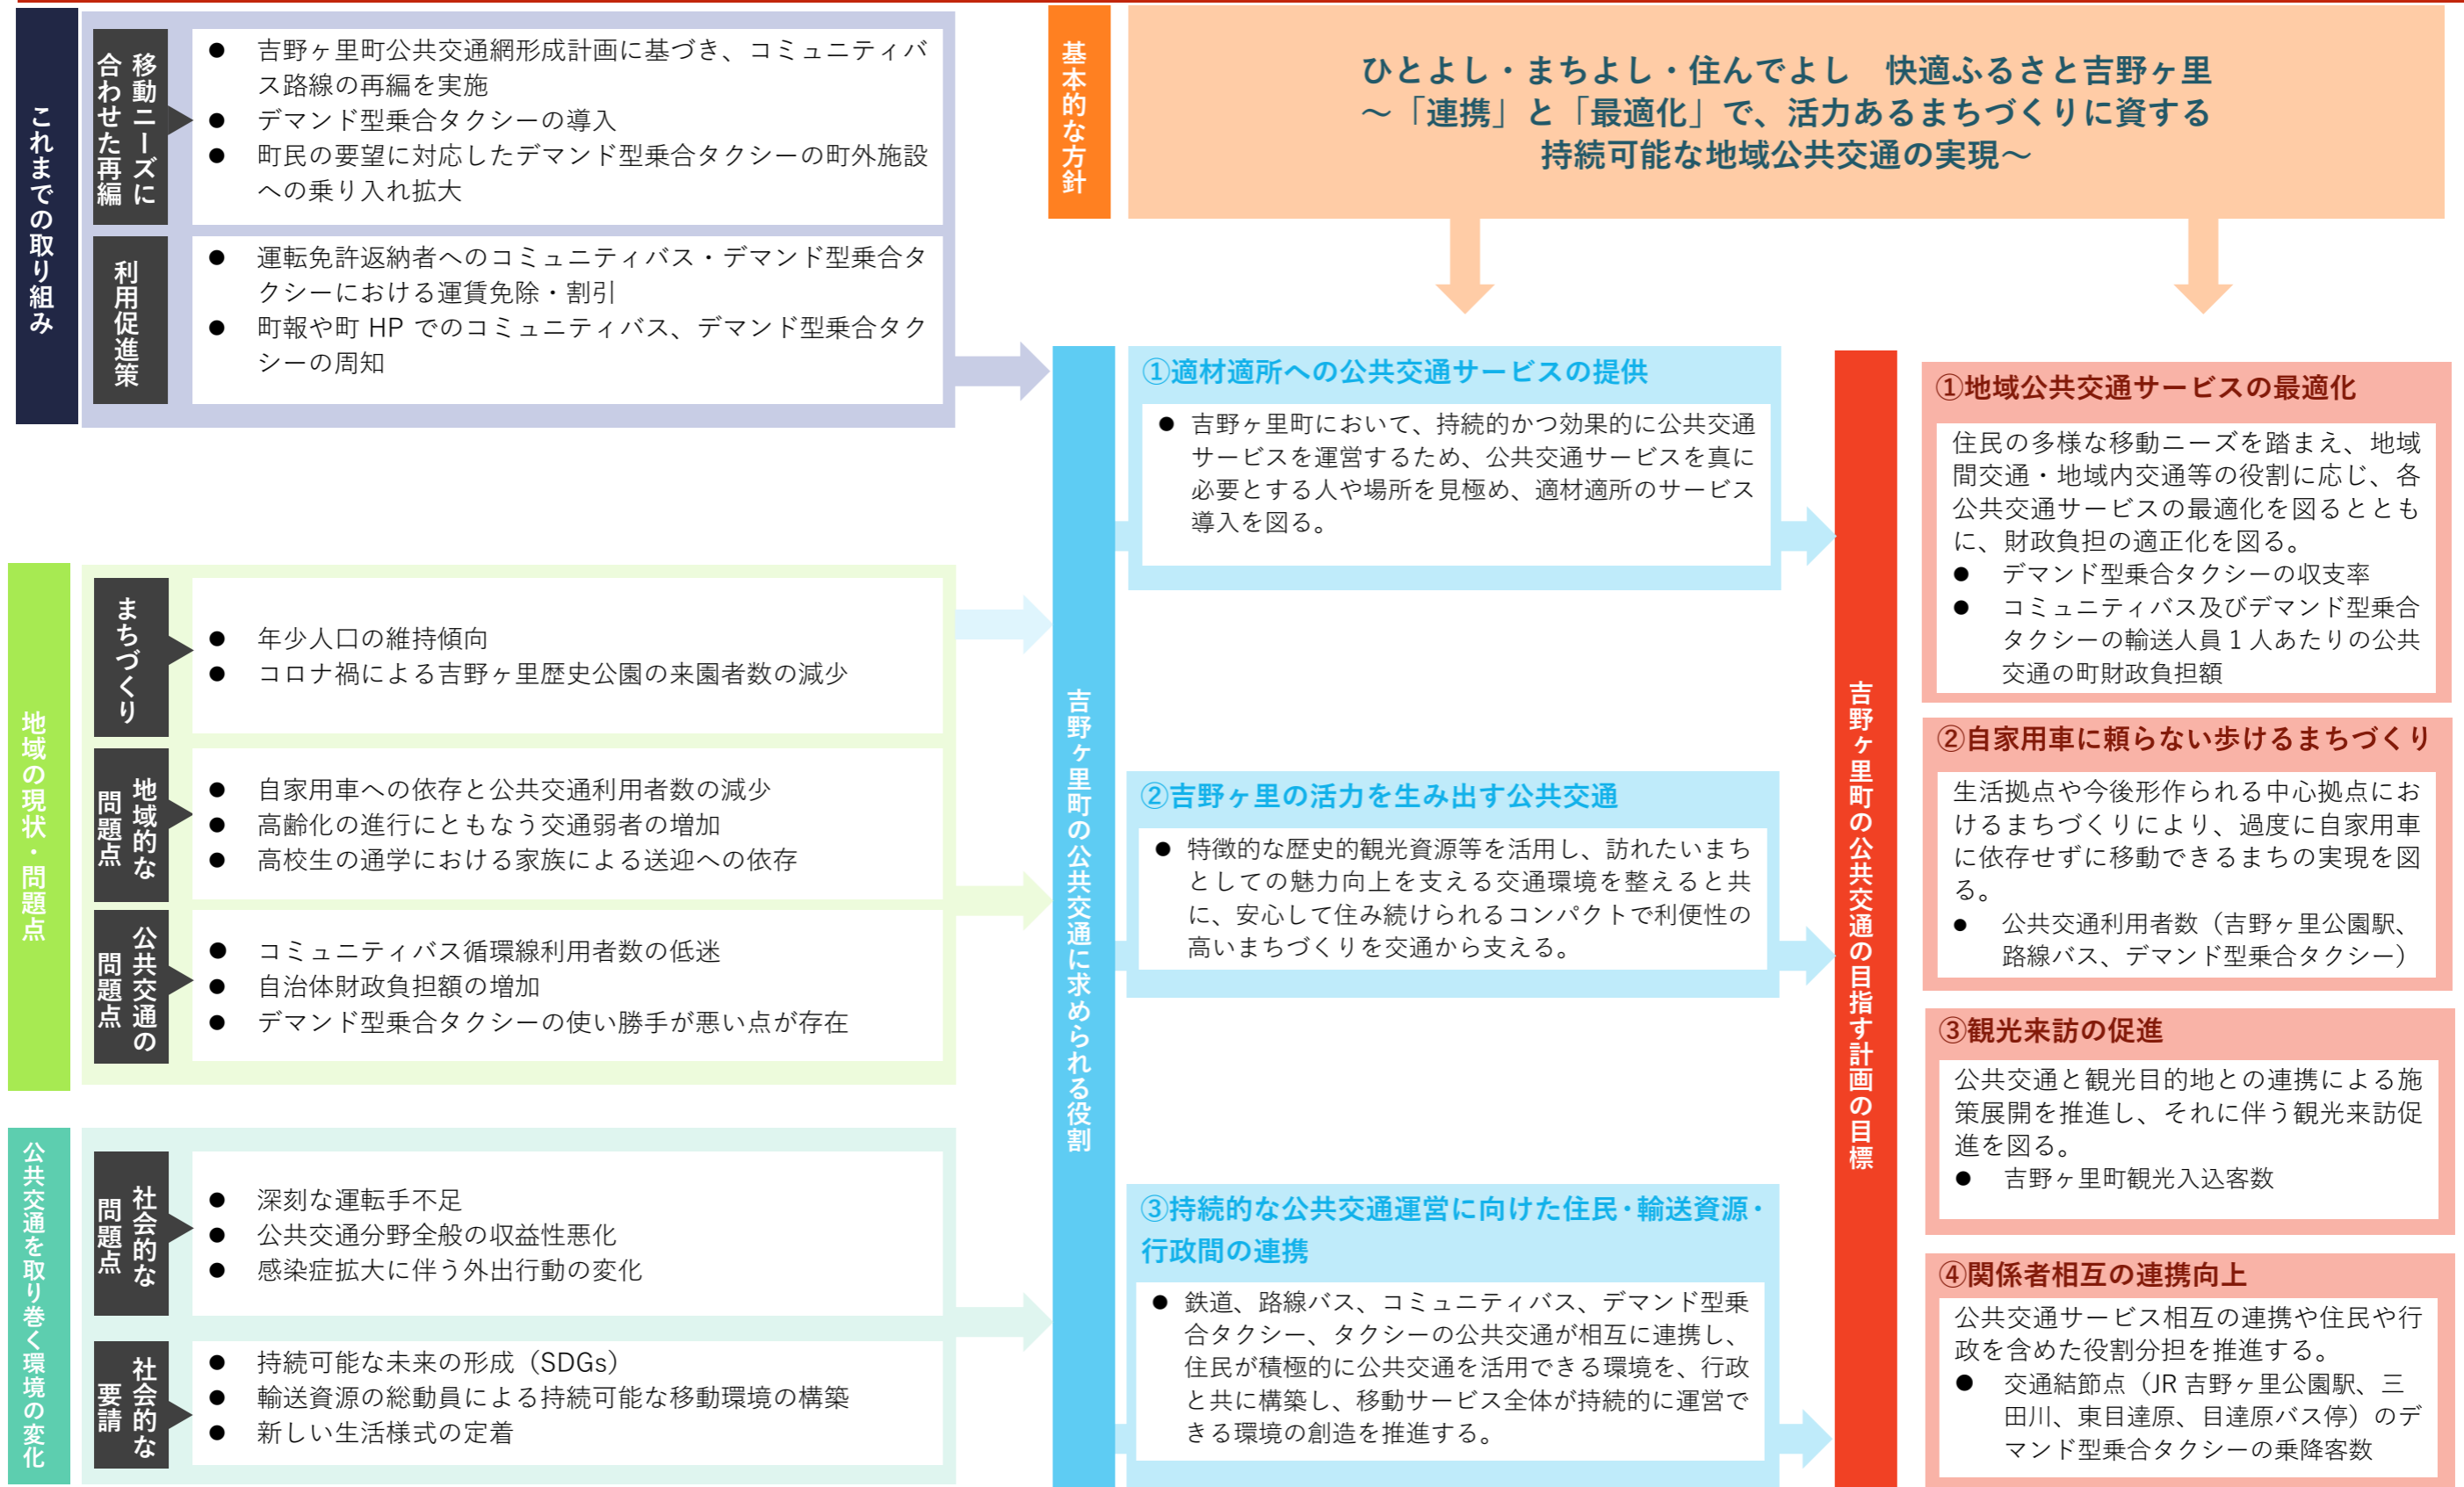 これまでの取り組み
移動ニーズに
合わせた再編
● 吉野ヶ里町公共交通網形成計画に基づき、コミュニティバ
ス路線の再編を実施
● デマンド型乗合タクシーの導入
● 町民の要望に対応したデマンド型乗合タクシーの町外施設
への乗り入れ拡大
利用促進策
● 運転免許返納者へのコミュニティバス・デマンド型乗合タ
クシーにおける運賃免除・割引
● 町報や町 HP でのコミュニティバス、デマンド型乗合タク
シーの周知
地域の現状・問題点
まちづくり
● 年少人口の維持傾向
● コロナ禍による吉野ヶ里歴史公園の来園者数の減少
地域的な
問題点
● 自家用車への依存と公共交通利用者数の減少
● 高齢化の進行にともなう交通弱者の増加
● 高校生の通学における家族による送迎への依存
公共交通の
問題点
● コミュニティバス循環線利用者数の低迷
● 自治体財政負担額の増加
● デマンド型乗合タクシーの使い勝手が悪い点が存在
公共交通を取り巻く環境の変化
社会的な
問題点
● 深刻な運転手不足
● 公共交通分野全般の収益性悪化
● 感染症拡大に伴う外出行動の変化
社会的な
要請
● 持続可能な未来の形成（SDGs）
● 輸送資源の総動員による持続可能な移動環境の構築
● 新しい生活様式の定着
基本的な方針
ひとよし・まちよし・住んでよし　快適ふるさと吉野ヶ里
～「連携」と「最適化」で、活力あるまちづくりに資する
持続可能な地域公共交通の実現～
吉野ヶ里町の公共交通に求められる役割
①適材適所への公共交通サービスの提供
● 吉野ヶ里町において、持続的かつ効果的に公共交通
サービスを運営するため、公共交通サービスを真に
必要とする人や場所を見極め、適材適所のサービス
導入を図る。
②吉野ヶ里の活力を生み出す公共交通
● 特徴的な歴史的観光資源等を活用し、訪れたいまち
としての魅力向上を支える交通環境を整えると共
に、安心して住み続けられるコンパクトで利便性の
高いまちづくりを交通から支える。
③持続的な公共交通運営に向けた住民・輸送資源・
行政間の連携
● 鉄道、路線バス、コミュニティバス、デマンド型乗
合タクシー、タクシーの公共交通が相互に連携し、
住民が積極的に公共交通を活用できる環境を、行政
と共に構築し、移動サービス全体が持続的に運営で
きる環境の創造を推進する。
吉野ヶ里町の公共交通の目指す計画の目標
①地域公共交通サービスの最適化
住民の多様な移動ニーズを踏まえ、地域
間交通・地域内交通等の役割に応じ、各
公共交通サービスの最適化を図るととも
に、財政負担の適正化を図る。
● デマンド型乗合タクシーの収支率
● コミュニティバス及びデマンド型乗合
タクシーの輸送人員 1 人あたりの公共
交通の町財政負担額
②自家用車に頼らない歩けるまちづくり
生活拠点や今後形作られる中心拠点にお
けるまちづくりにより、過度に自家用車
に依存せずに移動できるまちの実現を図
る。
● 公共交通利用者数（吉野ヶ里公園駅、
路線バス、デマンド型乗合タクシー）
③観光来訪の促進
公共交通と観光目的地との連携による施
策展開を推進し、それに伴う観光来訪促
進を図る。
● 吉野ヶ里町観光入込客数
④関係者相互の連携向上
公共交通サービス相互の連携や住民や行
政を含めた役割分担を推進する。
● 交通結節点（JR 吉野ヶ里公園駅、三
田川、東目達原、目達原バス停）のデ
マンド型乗合タクシーの乗降客数